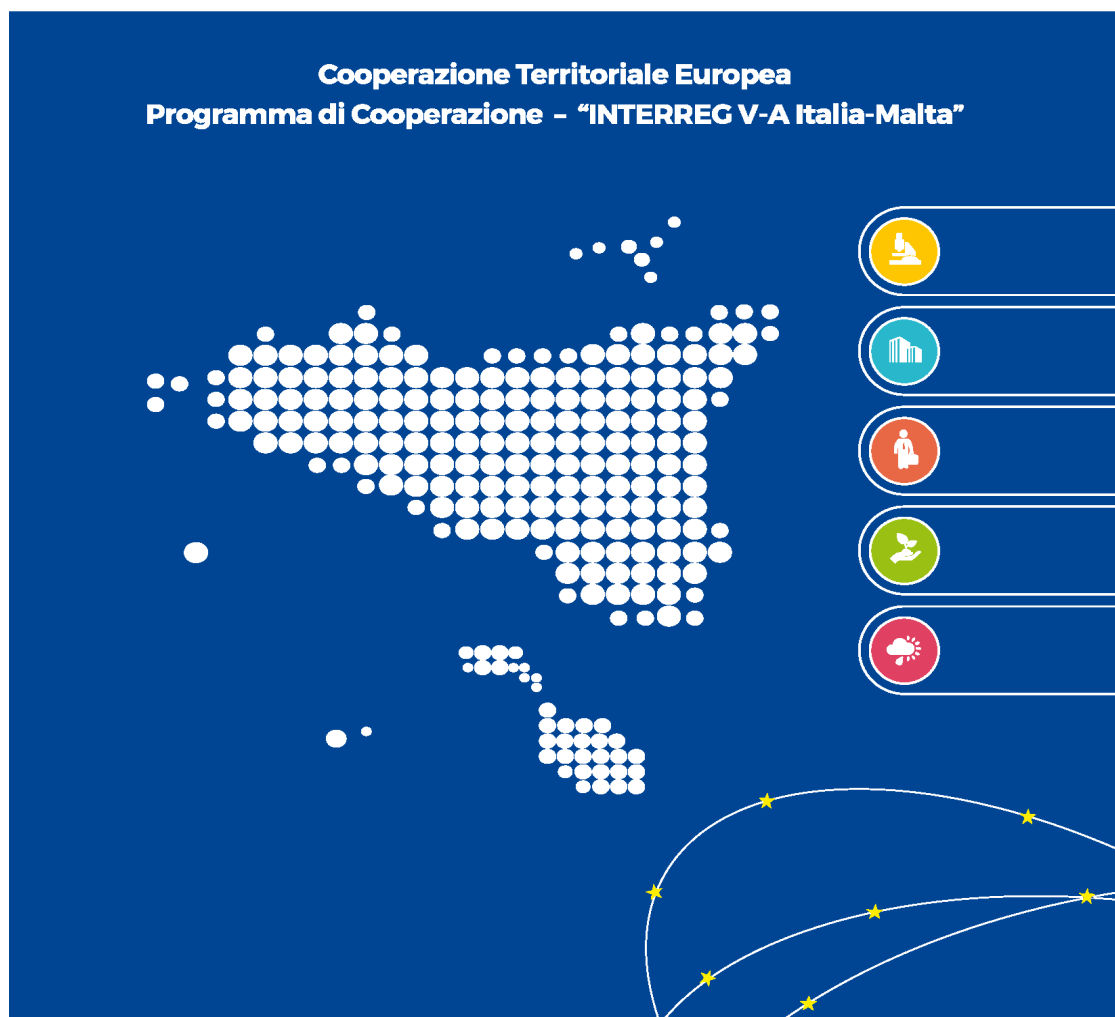 Cooperazione Territoriale Europea
Programma di Cooperazione – “INTERREG V-A Italia-Malta”